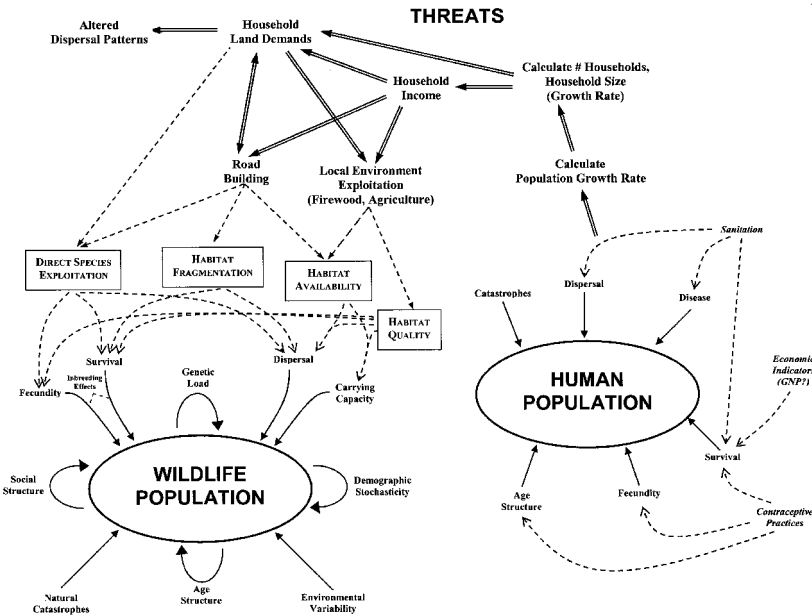 THREATS
Altered
Dispersal Patterns
Household
Land Demands
Household
Income
Calculate # Households,
Household Size
(Growth Rate)
Road
Building
Local Environment
Exploitation
(Firewood, Agriculture)
Calculate
Population Growth Rate
Sanitation
DIRECT SPECIES
EXPLOITATION
HABITAT
FRAGMENTATION
HABITAT
AVAILABILITY
HABITAT
QUALITY
Catastrophes
Dispersal
Disease
Survival
Dispersal
Fecundity
Inbreeding
Effects
Genetic
Load
Carrying
Capacity
HUMAN
POPULATION
Economic
Indicators
(GNP?)
Survival
Social
Structure
WILDLIFE
POPULATION
Demographic
Stochasticity
Age
Structure
Fecundity
Contraceptive
Practices
Natural
Catastrophes
Age
Structure
Environmental
Variability